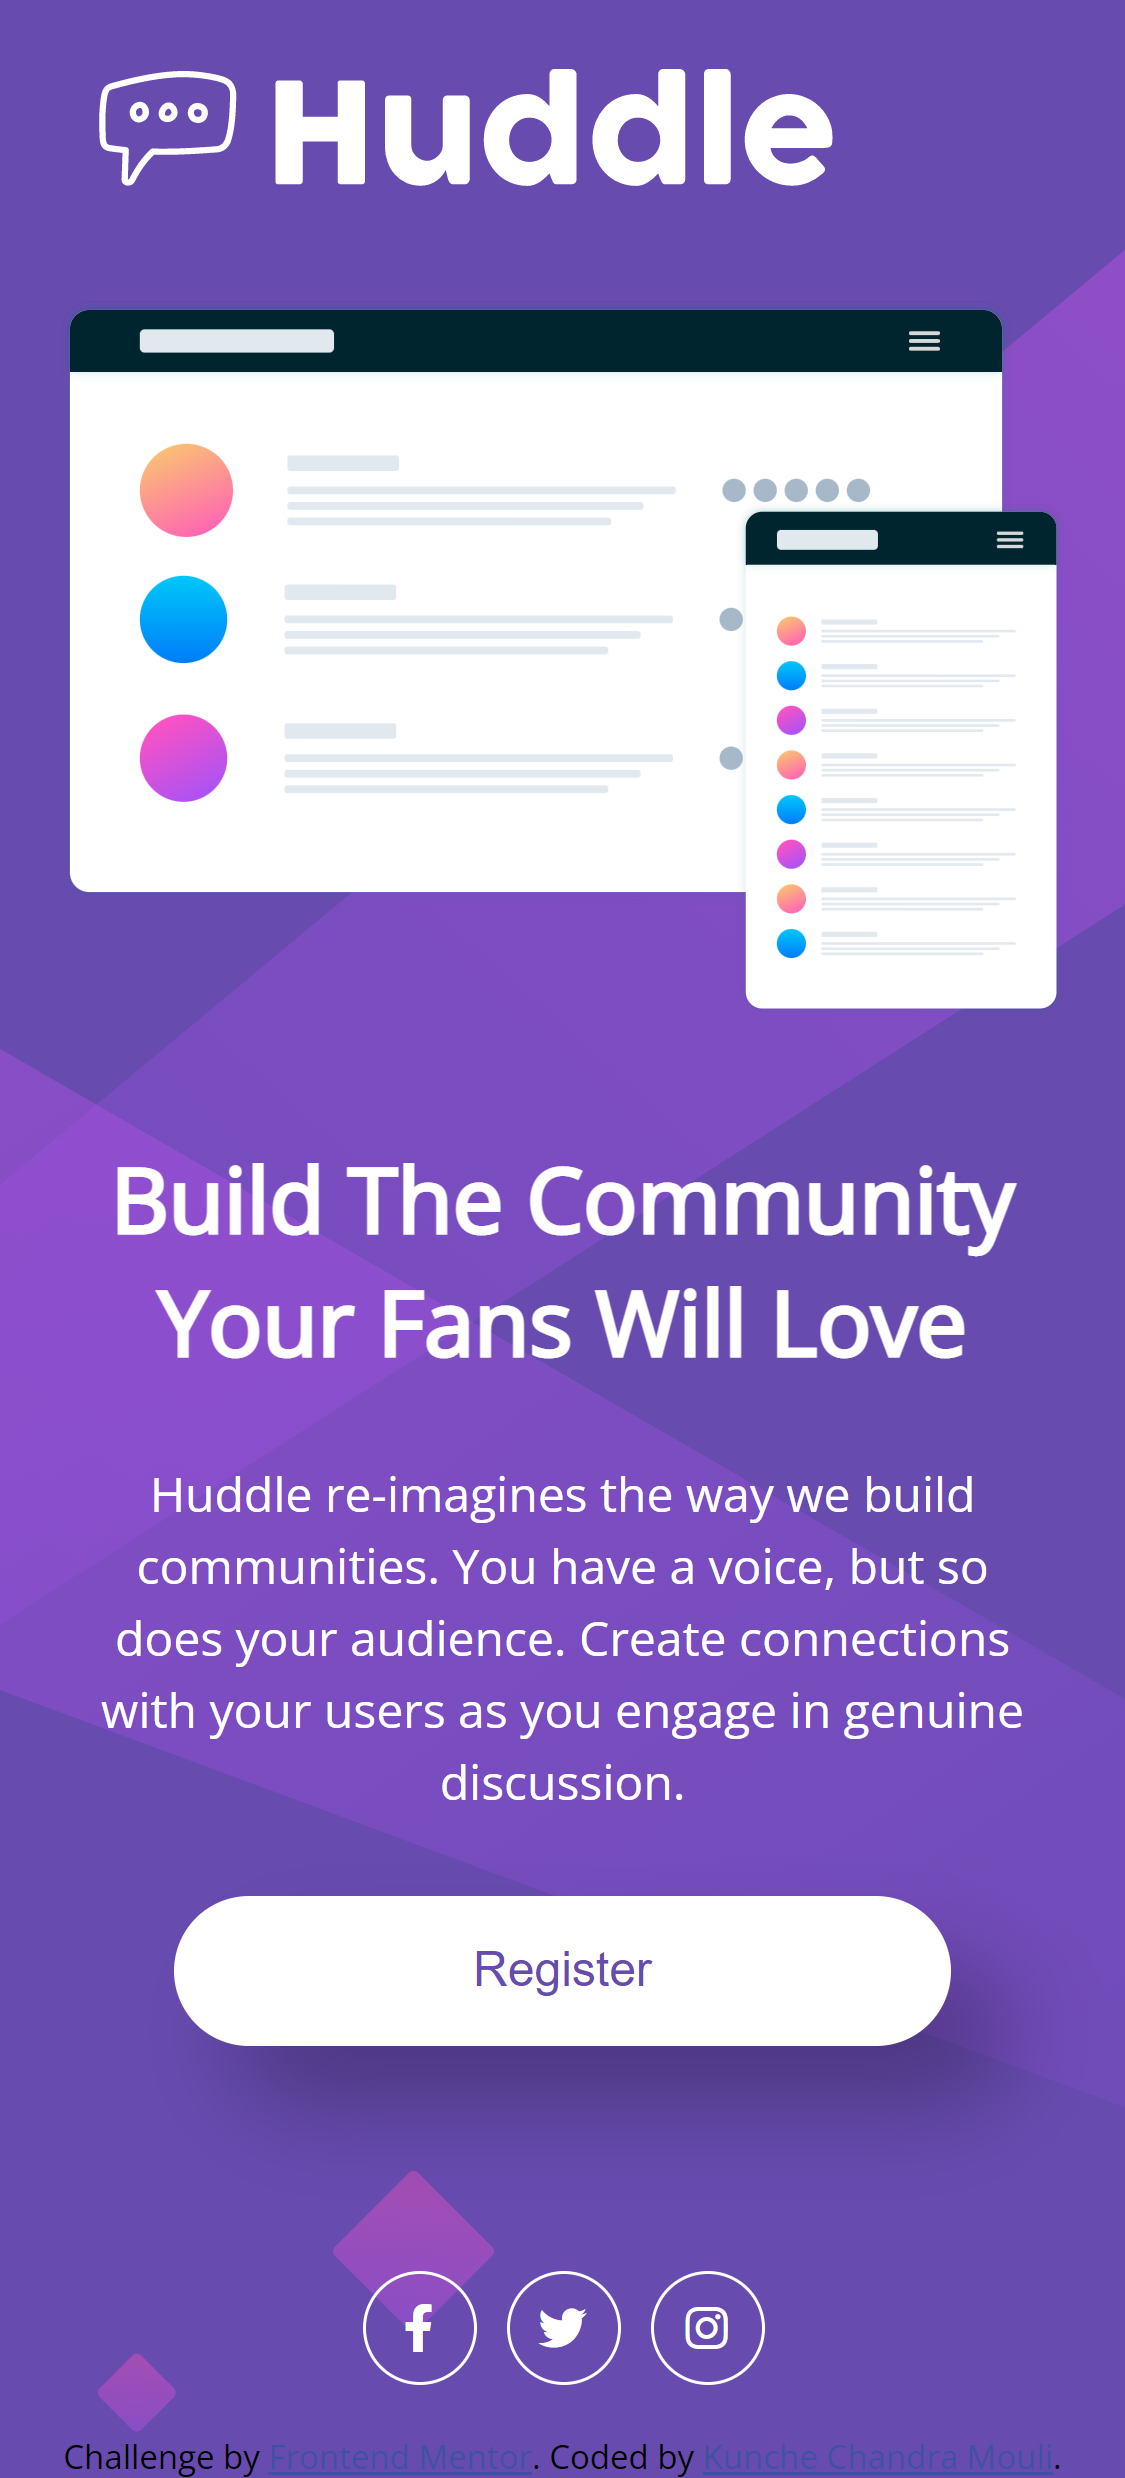 Huddle
Build The Community
Your Fans Will Love
Huddle re-imagines the way we build
communities. You have a voice, but so
does your audience. Create connections
with your users as you engage in genuine
discussion.
Register
Challenge by Frontend Mentor. Coded by Kunche Chandra Mouli.